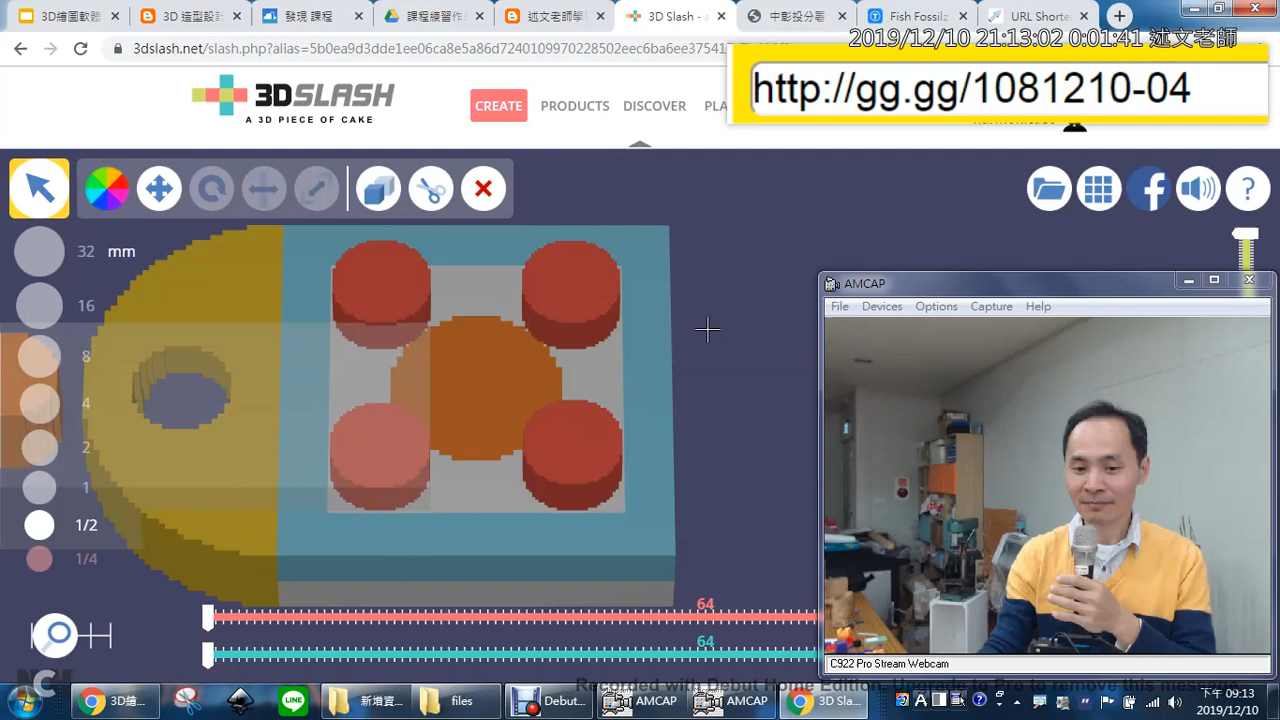 3D繪圖軟體
3D 造型設計
發現 課程
課程練習作
述文老師
3D Slash - a
中彰投分署
Fish Fossilz
URL Shorte
3dslash.net/slash.php?alias=5b0ea9d3dde1ee06ca8e5a86d7240109970228502eec6ba6ee37541
2019/12/10 21:13:02 0:01:41 述文老師
http://gg.gg/1081210-04
3DSLASH
A 3D PIECE OF CAKE
CREATE
PRODUCTS
DISCOVER
PLA
32 mm
16
8
4
2
1
1/2
1/4
64
64
AMCAP
File Devices Options Capture Help
C922 Pro Stream Webcam
Recorded with Debut Home Edition. Upgrade to Pro to remove this message
NCH
3D
LINE
新增資
files
Debut...
AMCAP
AMCAP
3D Sla...
下午 09:13
2019/12/10